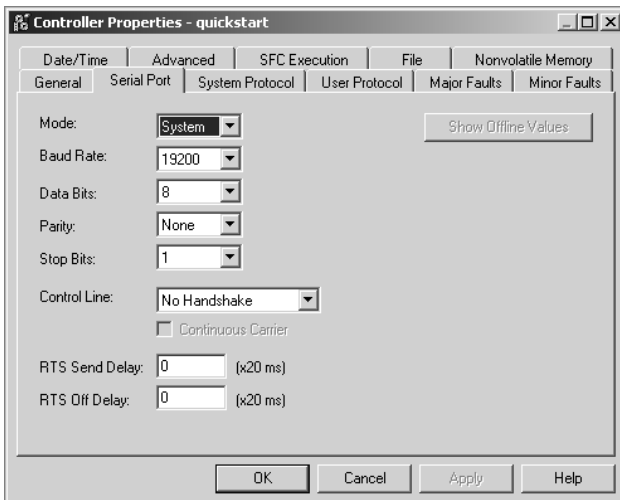 Controller Properties - quickstart
Date/Time Advanced SFC Execution File Nonvolatile Memory
General Serial Port System Protocol User Protocol Major Faults Minor Faults
Mode: System Show Offline Values
Baud Rate: 19200
Data Bits: 8
Parity: None
Stop Bits: 1
Control Line: No Handshake
Continuous Carrier
RTS Send Delay: 0 (x20 ms)
RTS Off Delay: 0 (x20 ms)
OK Cancel Apply Help